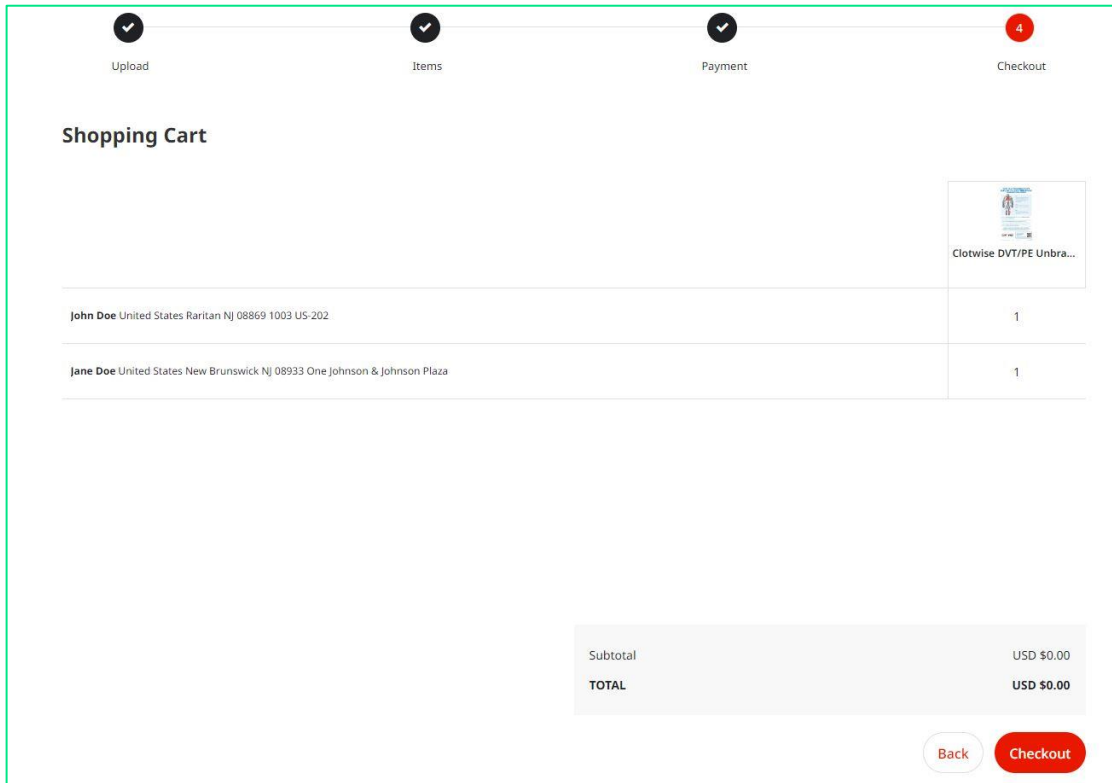 4
Upload Items Payment Checkout
Shopping Cart
Clotwise DVT/PE Unbra...
John Doe United States Raritan NJ 08869 1003 US-202 1
Jane Doe United States New Brunswick NJ 08933 One Johnson & Johnson Plaza 1
Subtotal USD $0.00
TOTAL USD $0.00
Back Checkout